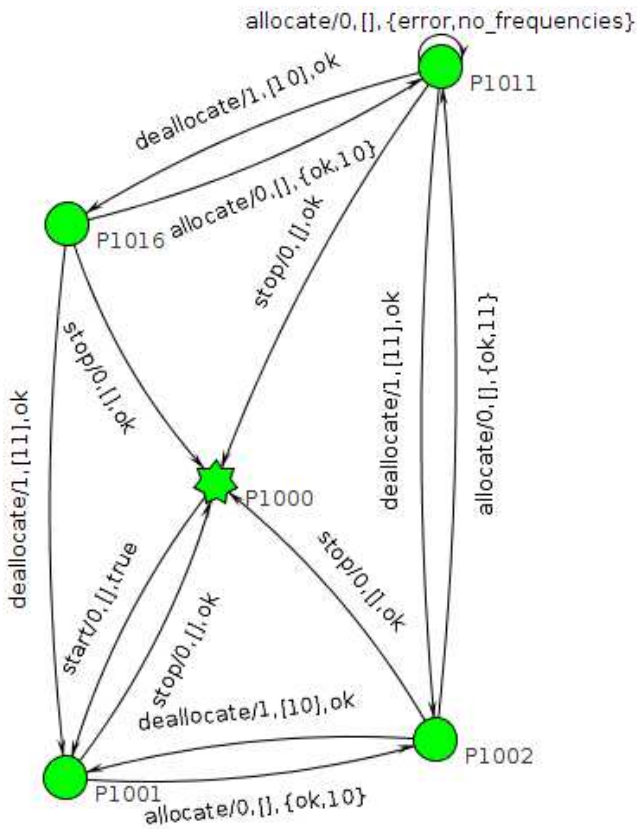 allocate/0,[],{error,no_frequencies}
P1011
deallocate/1,[10],ok
allocate/0,[],{ok,10}
P1016
stop/0,[],ok
stop/0,[],ok
deallocate/1,[11],ok
allocate/0,[],{ok,11}
deallocate/1,[11],ok
P1000
start/0,[],true
stop/0,[],ok
stop/0,[],ok
deallocate/1,[10],ok
P1002
P1001
allocate/0,[],{ok,10}